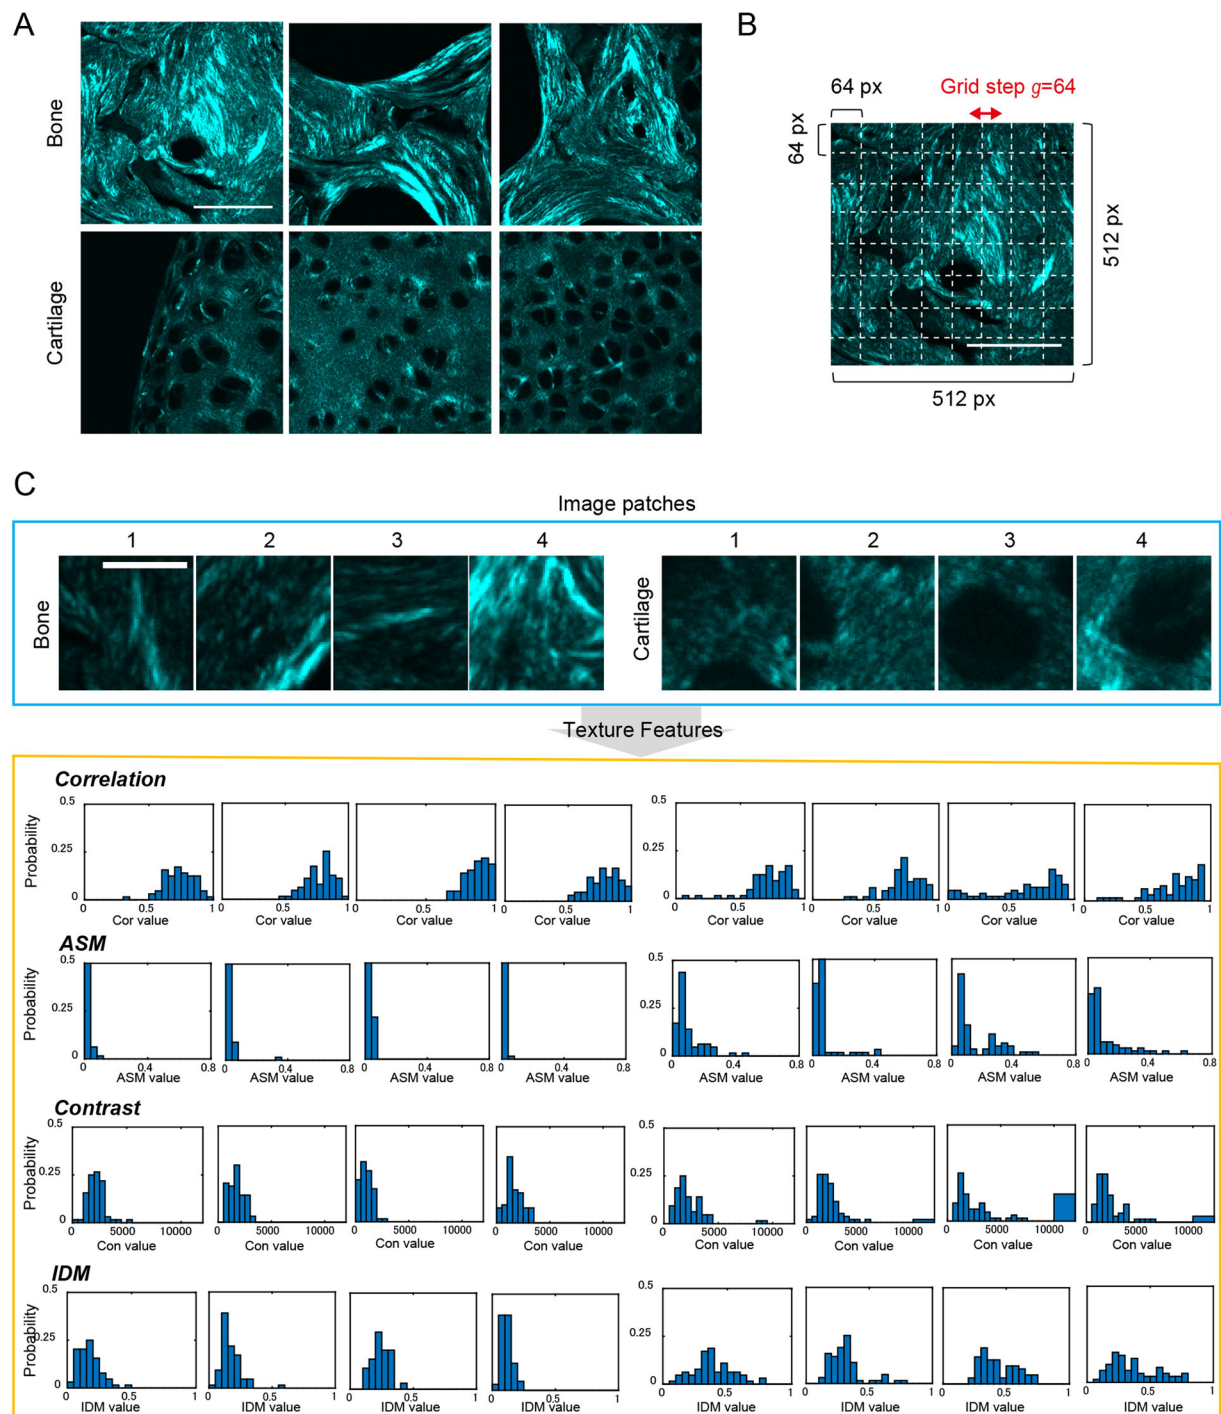 A
B
Bone
Cartilage
64 px
Grid step g=64
64 px
512 px
512 px
C
Image patches
1 2 3 4 1 2 3 4
Bone
Cartilage
Texture Features
Correlation
Probability
0.5
0.25
0
0 0.5 1 0 0.5 1 0 0.5 1 0 0.5 1 0 0.5 1 0 0.5 1 0 0.5 1 0 0.5 1
Cor value Cor value Cor value Cor value Cor value Cor value Cor value Cor value
ASM
Probability
0.5
0.25
0
0.5
0.25
0
0 0.4 0.8 0 0.4 0.8 0 0.4 0.8 0 0.4 0.8 0 0.4 0.8 0 0.4 0.8 0 0.4 0.8 0 0.4 0.8
ASM value ASM value ASM value ASM value ASM value ASM value ASM value ASM value
Contrast
Probability
0.5
0.25
0
0.5
0.25
0
0 5000 10000 0 5000 10000 0 5000 10000 0 5000 10000 0 5000 10000 0 5000 10000 0 5000 10000 0 5000 10000
Con value Con value Con value Con value Con value Con value Con value Con value
IDM
Probability
0.5
0.25
0
0.5
0.25
0
0 0.5 1 0 0.5 1 0 0.5 1 0 0.5 1 0 0.5 1 0 0.5 1 0 0.5 1 0 0.5 1
IDM value IDM value IDM value IDM value IDM value IDM value IDM value IDM value